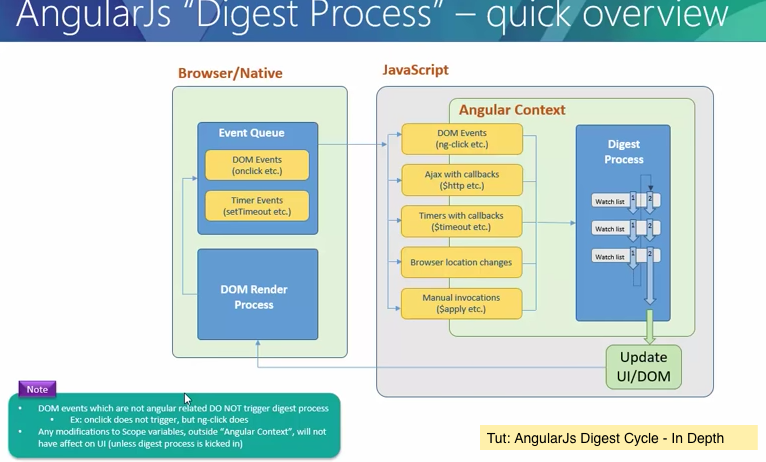 AngularJs "Digest Process" – quick overview
Browser/Native
JavaScript
Angular Context
Event Queue
DOM Events
(onclick etc.)
Timer Events
(setTimeout etc.)
DOM Render
Process
DOM Events
(ng-click etc.)
Ajax with callbacks
($http etc.)
Timers with callbacks
($timeout etc.)
Browser location changes
Manual invocations
($apply etc.)
Digest
Process
Watch list 1 2
Watch list 1 2
Watch list 1 2
Update
UI/DOM
Note
• DOM events which are not angular related DO NOT trigger digest process
• Ex: onclick does not trigger, but ng-click does
• Any modifications to Scope variables, outside "Angular Context", will not
have affect on UI (unless digest process is kicked in)
Tut: AngularJs Digest Cycle - In Depth